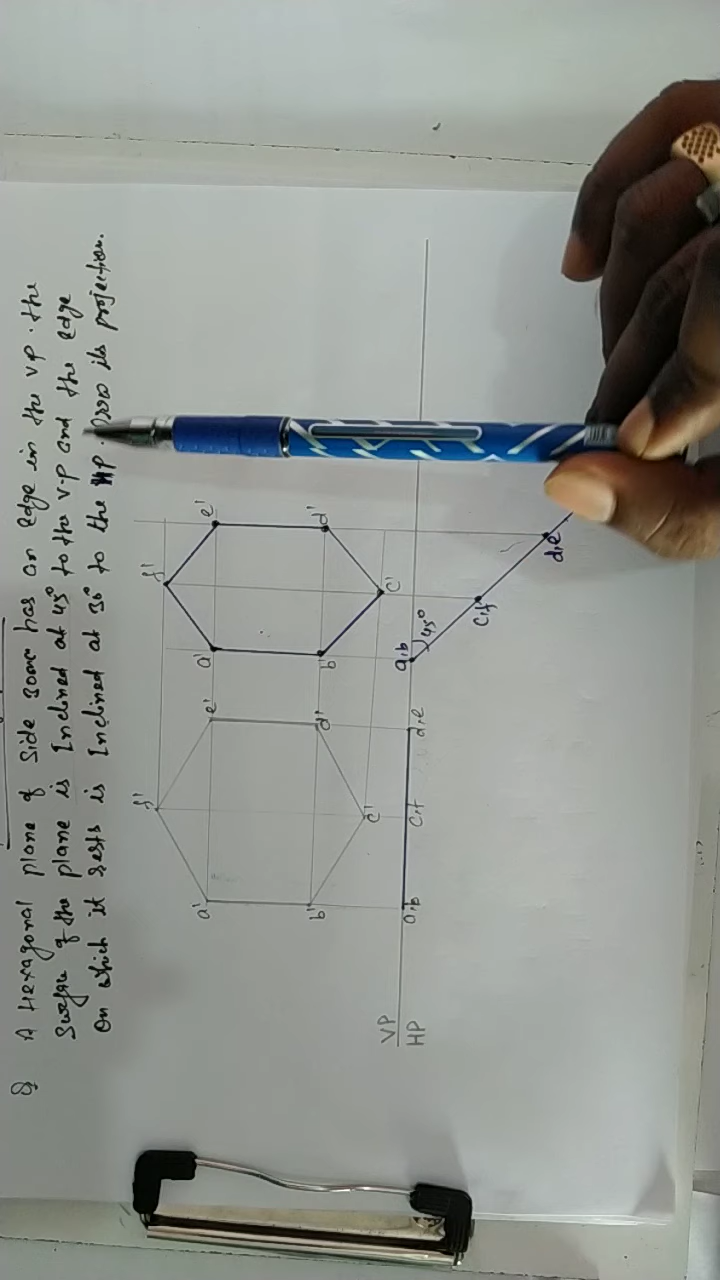 Q A Hexagonal plane of Side 30mm has an edge in the VP. the
Surface of the plane is Inclined at 45° to the V.P and the edge
on which it rests is Inclined at 30° to the HP. Draw its projection.
f' f'
a' e' a' e'
b' d' b' d'
c' c'
VP
HP
a,b c,f d,e a,b 45°
c,f
d,e